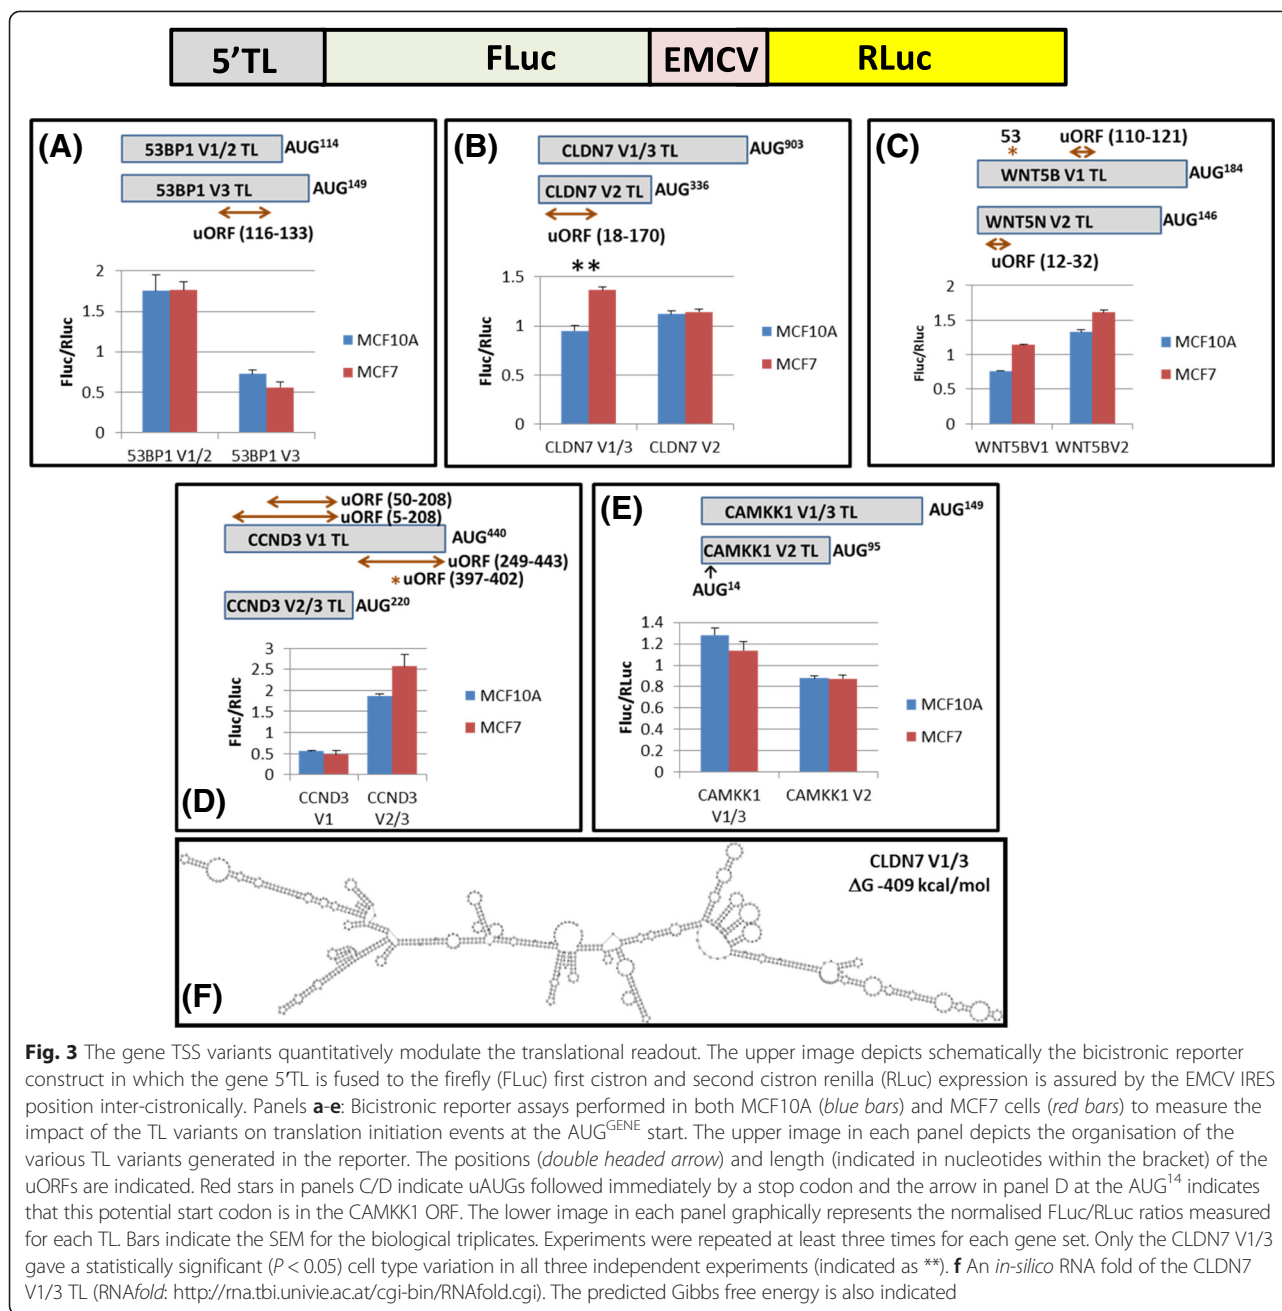 5'TL FLuc EMCV RLuc
(A)
53BP1 V1/2 TL AUG114
53BP1 V3 TL AUG149
uORF (116-133)
Fluc/Rluc
2
1.5
1
0.5
0
53BP1 V1/2 53BP1 V3
MCF10A
MCF7
(B)
CLDN7 V1/3 TL AUG903
CLDN7 V2 TL AUG336
uORF (18-170)
**
Fluc/Rluc
1.5
1
0.5
0
CLDN7 V1/3 CLDN7 V2
MCF10A
MCF7
(C)
53 uORF (110-121)
*
WNT5B V1 TL AUG184
WNT5N V2 TL AUG146
uORF (12-32)
Fluc/Rluc
2
1.5
1
0.5
0
WNT5BV1 WNT5BV2
MCF10A
MCF7
uORF (50-208)
uORF (5-208)
CCND3 V1 TL AUG440
uORF (249-443)
* uORF (397-402)
CCND3 V2/3 TL AUG220
Fluc/Rluc
3
2.5
2
1.5
1
0.5
0
CCND3 CCND3
V1 V2/3
MCF10A
MCF7
(D)
(E)
CAMKK1 V1/3 TL AUG149
CAMKK1 V2 TL AUG95
AUG14
Fluc/RLuc
1.4
1.2
1
0.8
0.6
0.4
0.2
0
CAMKK1 CAMKK1 V2
V1/3
MCF10A
MCF7
CLDN7 V1/3
ΔG -409 kcal/mol
(F)
Fig. 3 The gene TSS variants quantitatively modulate the translational readout. The upper image depicts schematically the bicistronic reporter
construct in which the gene 5'TL is fused to the firefly (FLuc) first cistron and second cistron renilla (RLuc) expression is assured by the EMCV IRES
position inter-cistronically. Panels a-e: Bicistronic reporter assays performed in both MCF10A (blue bars) and MCF7 cells (red bars) to measure the
impact of the TL variants on translation initiation events at the AUGGENE start. The upper image in each panel depicts the organisation of the
various TL variants generated in the reporter. The positions (double headed arrow) and length (indicated in nucleotides within the bracket) of the
uORFs are indicated. Red stars in panels C/D indicate uAUGs followed immediately by a stop codon and the arrow in panel D at the AUG14 indicates
that this potential start codon is in the CAMKK1 ORF. The lower image in each panel graphically represents the normalised FLuc/RLuc ratios measured
for each TL. Bars indicate the SEM for the biological triplicates. Experiments were repeated at least three times for each gene set. Only the CLDN7 V1/3
gave a statistically significant (P < 0.05) cell type variation in all three independent experiments (indicated as **). f An in-silico RNA fold of the CLDN7
V1/3 TL (RNAfold: http://rna.tbi.univie.ac.at/cgi-bin/RNAfold.cgi). The predicted Gibbs free energy is also indicated